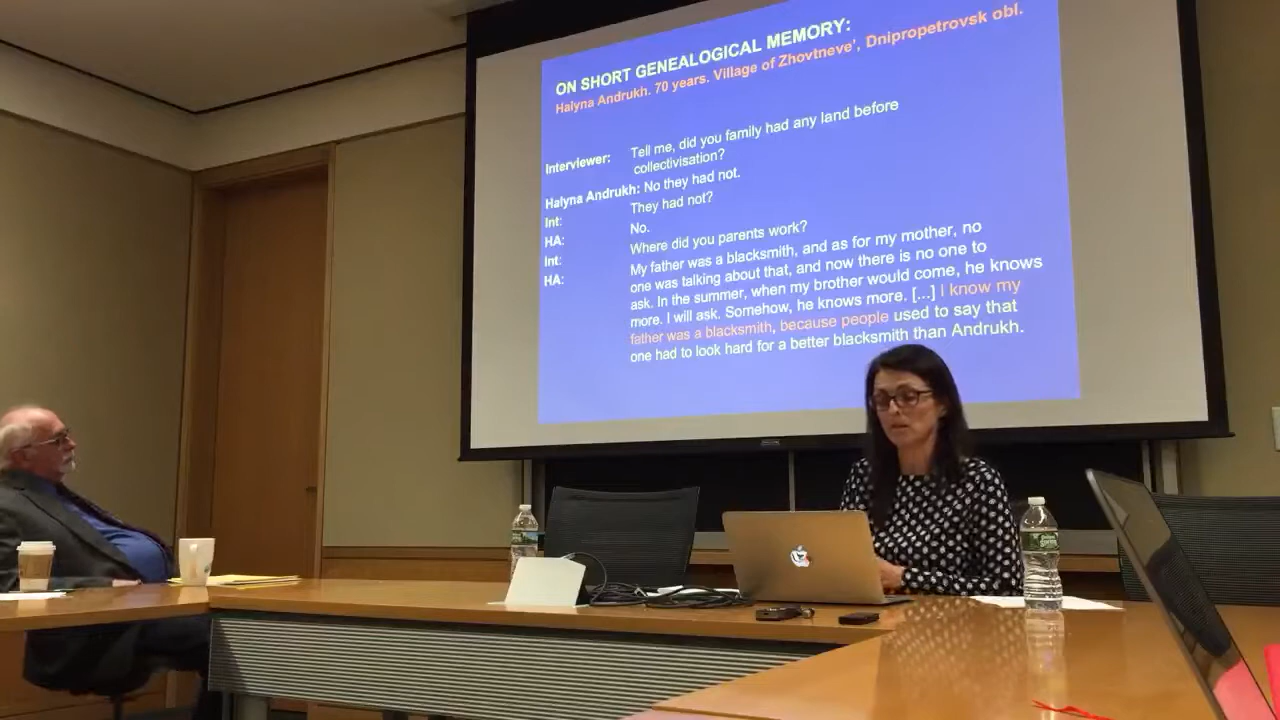 ON SHORT GENEALOGICAL MEMORY:
Halyna Andrukh. 70 years. Village of Zhovtneve', Dnipropetrovsk obl.
Interviewer: Tell me, did you family had any land before
collectivisation?
Halyna Andrukh: No they had not.
Int: They had not?
HA: No.
Int: Where did you parents work?
HA: My father was a blacksmith, and as for my mother, no
one was talking about that, and now there is no one to
ask. In the summer, when my brother would come, he knows
more. I will ask. Somehow, he knows more. [...] I know my
father was a blacksmith, because people used to say that
one had to look hard for a better blacksmith than Andrukh.